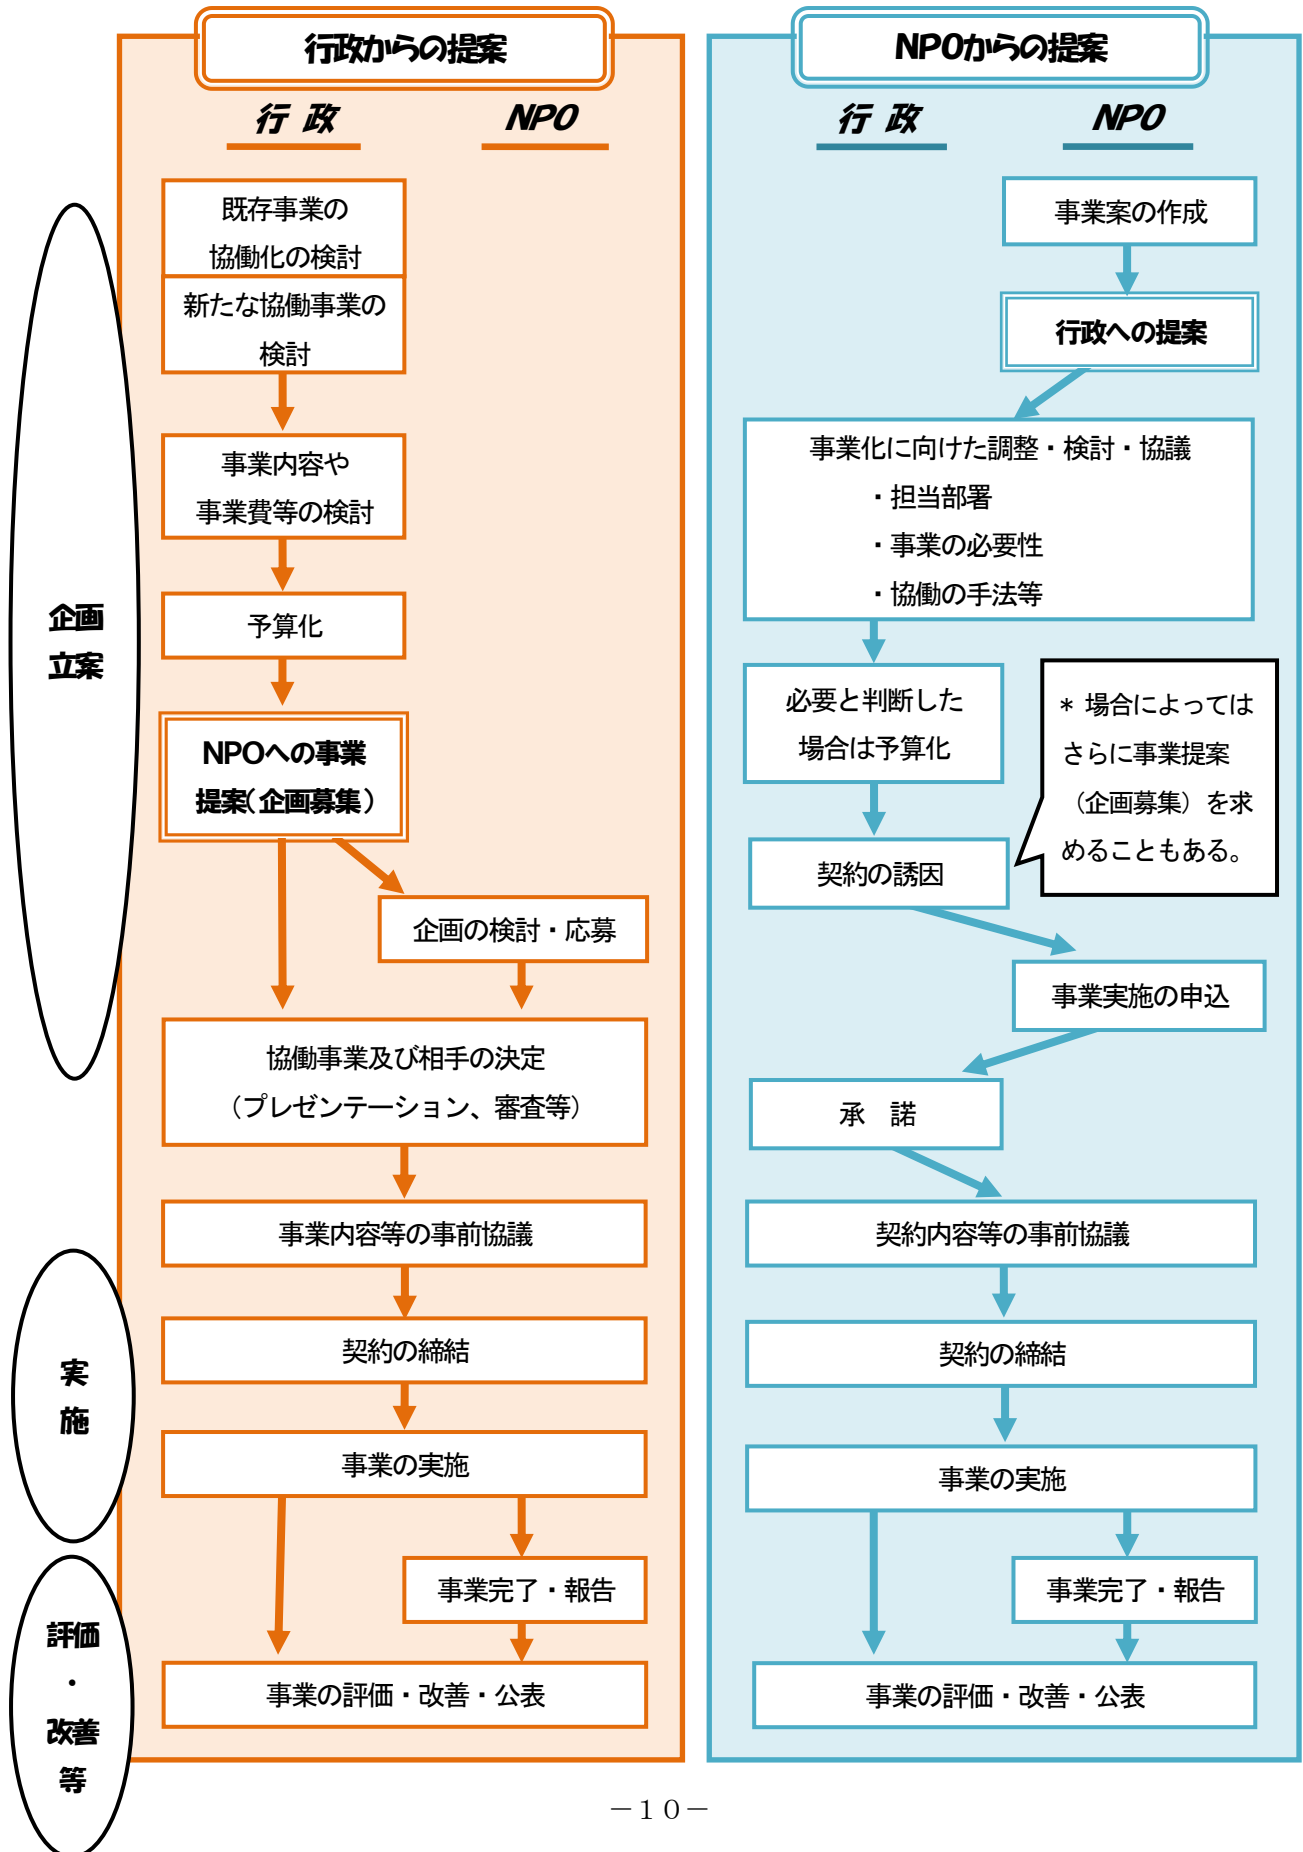 行政からの提案
行 政
NPO
既存事業の
協働化の検討
新たな協働事業の
検討
事業内容や
事業費等の検討
予算化
NPOへの事業
提案(企画募集)
企画の検討・応募
協働事業及び相手の決定
(プレゼンテーション、審査等)
事業内容等の事前協議
契約の締結
事業の実施
事業完了・報告
事業の評価・改善・公表
NPOからの提案
行 政
NPO
事業案の作成
行政への提案
事業化に向けた調整・検討・協議
・担当部署
・事業の必要性
・協働の手法等
必要と判断した
場合は予算化
* 場合によっては
さらに事業提案
(企画募集)を求
めることもある。
契約の誘因
事業実施の申込
承 諾
契約内容等の事前協議
契約の締結
事業の実施
事業完了・報告
事業の評価・改善・公表
企画
立案
実
施
評価
・
改善
等
-10-